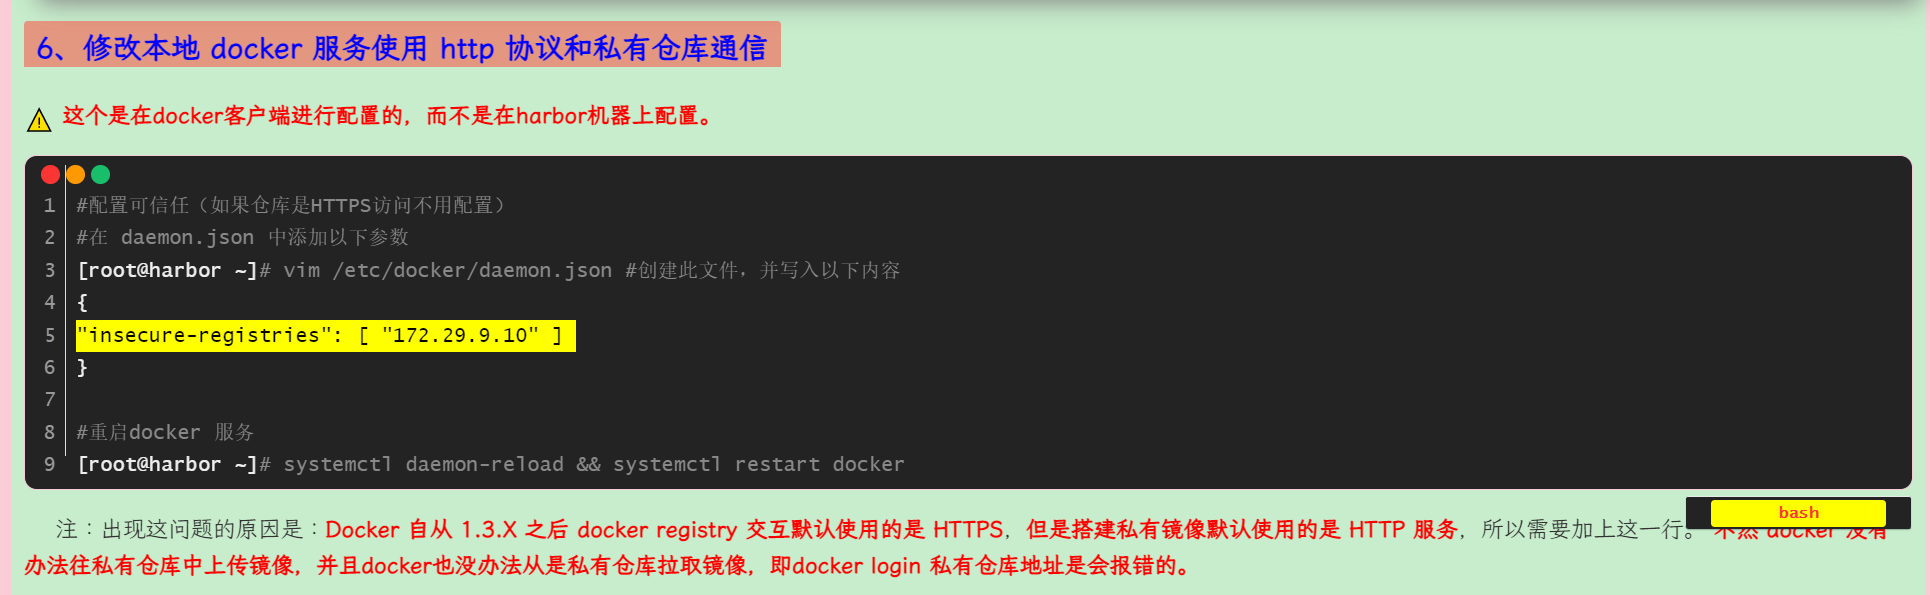 6、修改本地 docker 服务使用 http 协议和私有仓库通信
这个是在docker客户端进行配置的，而不是在harbor机器上配置。
1 #配置可信任（如果仓库是HTTPS访问不用配置）
2 #在 daemon.json 中添加以下参数
3 [root@harbor ~]# vim /etc/docker/daemon.json #创建此文件，并写入以下内容
4 {
5 "insecure-registries": [ "172.29.9.10" ]
6 }
7
8 #重启docker 服务
9 [root@harbor ~]# systemctl daemon-reload && systemctl restart docker
bash
注：出现这问题的原因是：Docker 自从 1.3.X 之后 docker registry 交互默认使用的是 HTTPS，但是搭建私有镜像默认使用的是 HTTP 服务，所以需要加上这一行。 不然 docker 没有
办法往私有仓库中上传镜像，并且docker也没办法从是私有仓库拉取镜像，即docker login 私有仓库地址是会报错的。